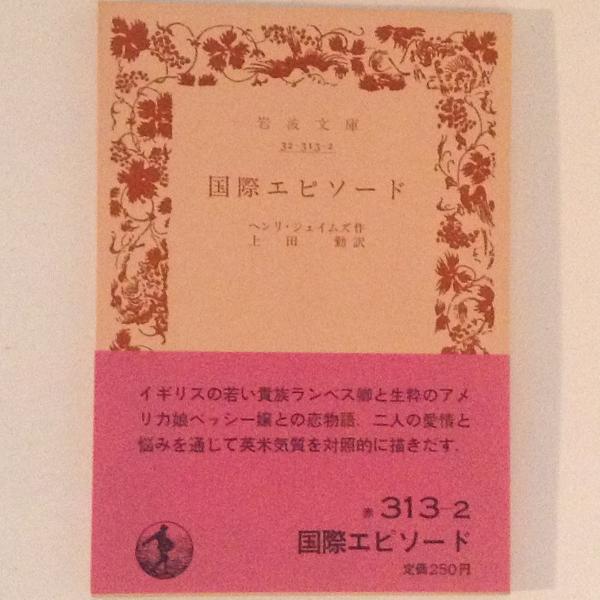 岩波文庫
32-313-2
国際エピソード
ヘンリ・ジェイムズ作
上田 勤訳
イギリスの若い貴族ランベス卿と生粋のアメ
リカ娘ベッシー嬢との恋物語．二人の愛情と
悩みを通じて英米気質を対照的に描きだす．
赤 313-2
国際エピソード
定価250円